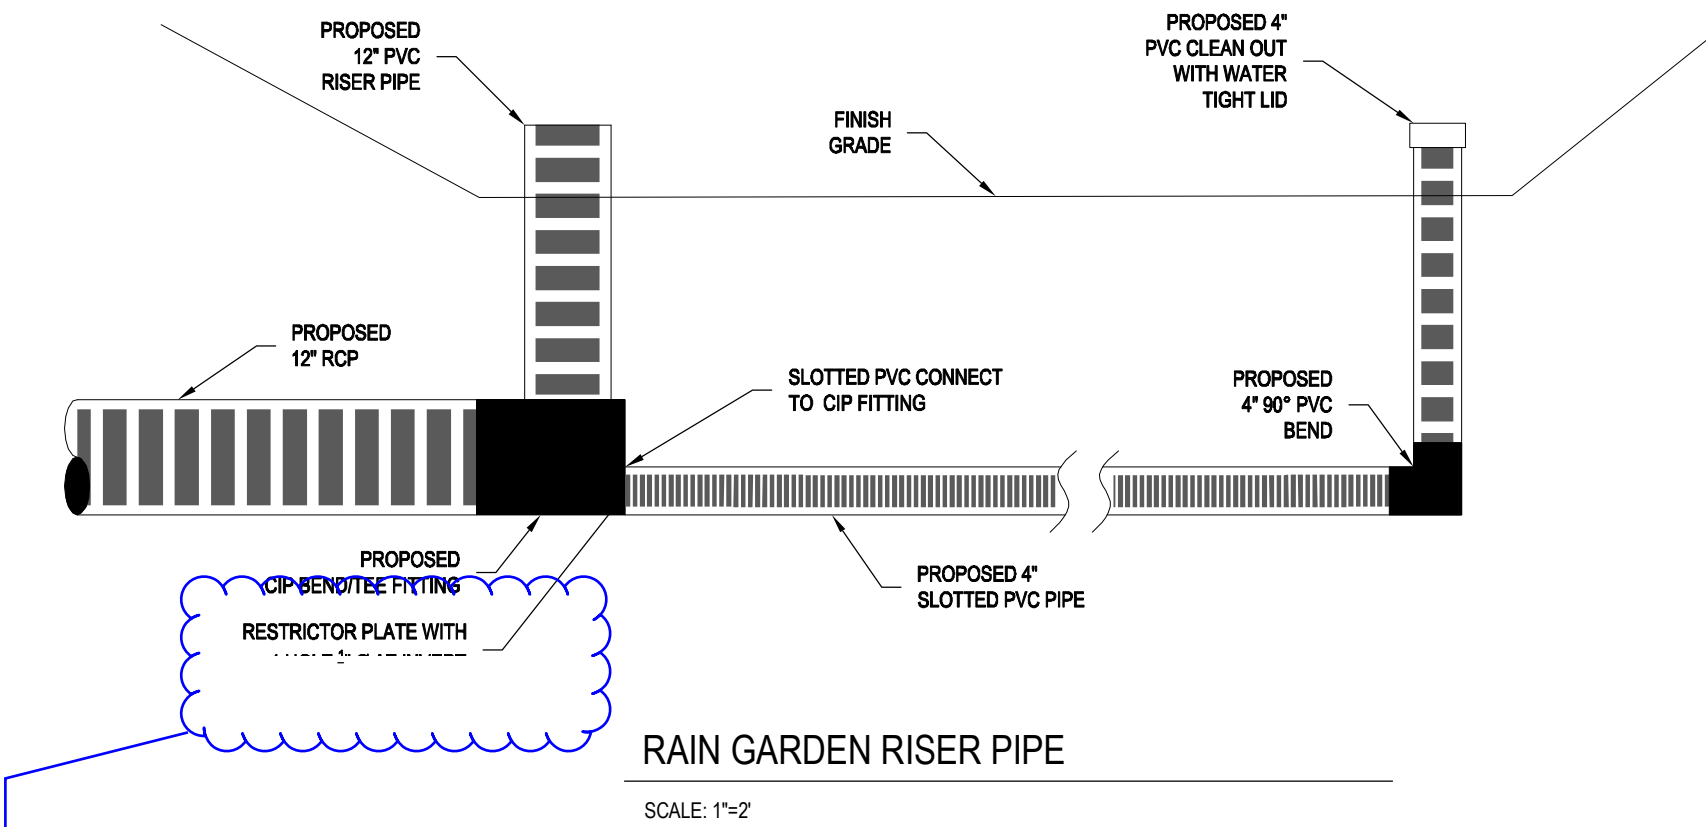 PROPOSED
12" PVC
RISER PIPE
PROPOSED 4"
PVC CLEAN OUT
WITH WATER
TIGHT LID
FINISH
GRADE
PROPOSED
12" RCP
SLOTTED PVC CONNECT
TO CIP FITTING
PROPOSED
4" 90° PVC
BEND
PROPOSED
CIP BEND/TEE FITTING
PROPOSED 4"
SLOTTED PVC PIPE
RESTRICTOR PLATE WITH
RAIN GARDEN RISER PIPE
SCALE: 1"=2'